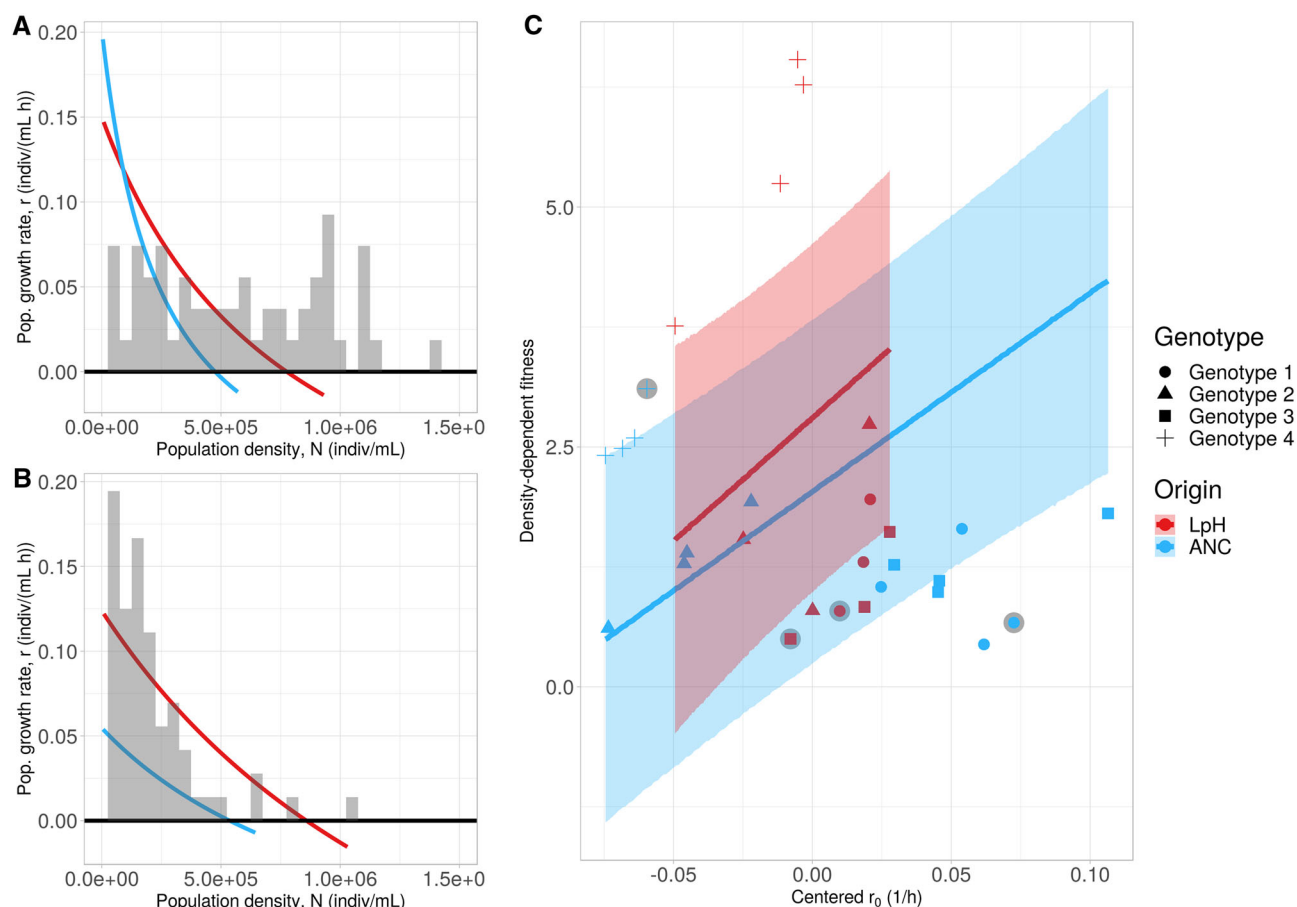 A
0.20
0.15
0.10
0.05
0.00
Pop. growth rate, r (indiv/(mL h))
0.0e+00 5.0e+05 1.0e+06 1.5e+0
Population density, N (indiv/mL)
B
0.20
0.15
0.10
0.05
0.00
Pop. growth rate, r (indiv/(mL h))
0.0e+00 5.0e+05 1.0e+06 1.5e+0
Population density, N (indiv/mL)
C
5.0
2.5
0.0
Density-dependent fitness
-0.05 0.00 0.05 0.10
Centered r₀ (1/h)
Genotype
Genotype 1
Genotype 2
Genotype 3
Genotype 4
Origin
LpH
ANC